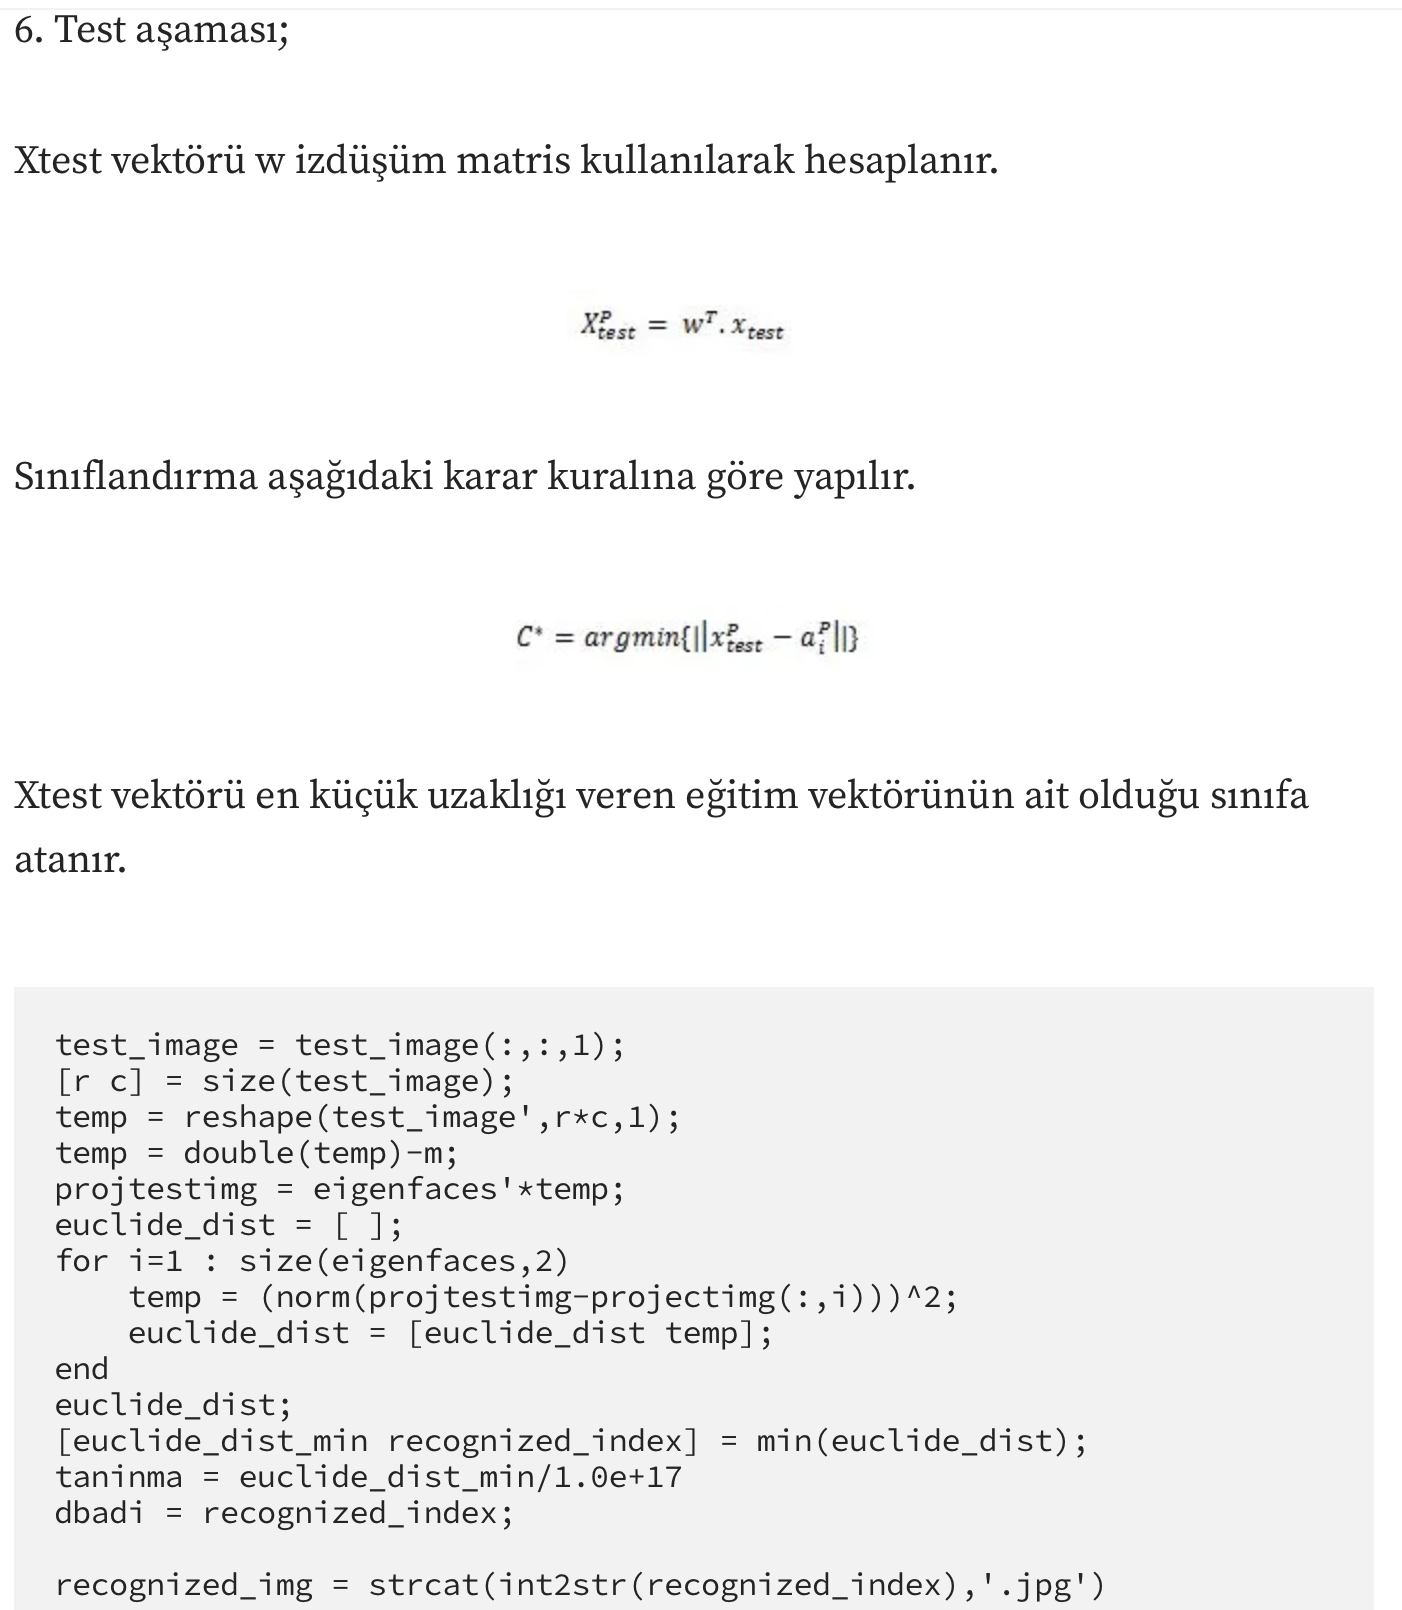 6. Test aşaması;
Xtest vektörü w izdüşüm matris kullanılarak hesaplanır.
X^P_test = w^T . x_test
Sınıflandırma aşağıdaki karar kuralına göre yapılır.
C* = argmin{||x^P_test − a^P_i||}
Xtest vektörü en küçük uzaklığı veren eğitim vektörünün ait olduğu sınıfa
atanır.
test_image = test_image(:,:,1);
[r c] = size(test_image);
temp = reshape(test_image',r*c,1);
temp = double(temp)-m;
projtestimg = eigenfaces'*temp;
euclide_dist = [ ];
for i=1 : size(eigenfaces,2)
    temp = (norm(projtestimg-projectimg(:,i)))^2;
    euclide_dist = [euclide_dist temp];
end
euclide_dist;
[euclide_dist_min recognized_index] = min(euclide_dist);
taninma = euclide_dist_min/1.0e+17
dbadi = recognized_index;
recognized_img = strcat(int2str(recognized_index),'.jpg')